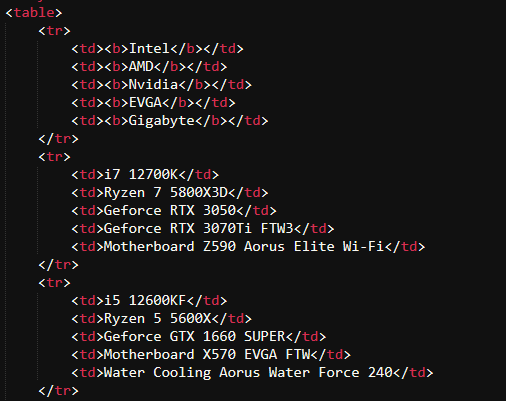 <table>
<tr>
<td><b>Intel</b></td>
<td><b>AMD</b></td>
<td><b>Nvidia</b></td>
<td><b>EVGA</b></td>
<td><b>Gigabyte</b></td>
</tr>
<tr>
<td>i7 12700K</td>
<td>Ryzen 7 5800X3D</td>
<td>Geforce RTX 3050</td>
<td>Geforce RTX 3070Ti FTW3</td>
<td>Motherboard Z590 Aorus Elite Wi-Fi</td>
</tr>
<tr>
<td>i5 12600KF</td>
<td>Ryzen 5 5600X</td>
<td>Geforce GTX 1660 SUPER</td>
<td>Motherboard X570 EVGA FTW</td>
<td>Water Cooling Aorus Water Force 240</td>
</tr>